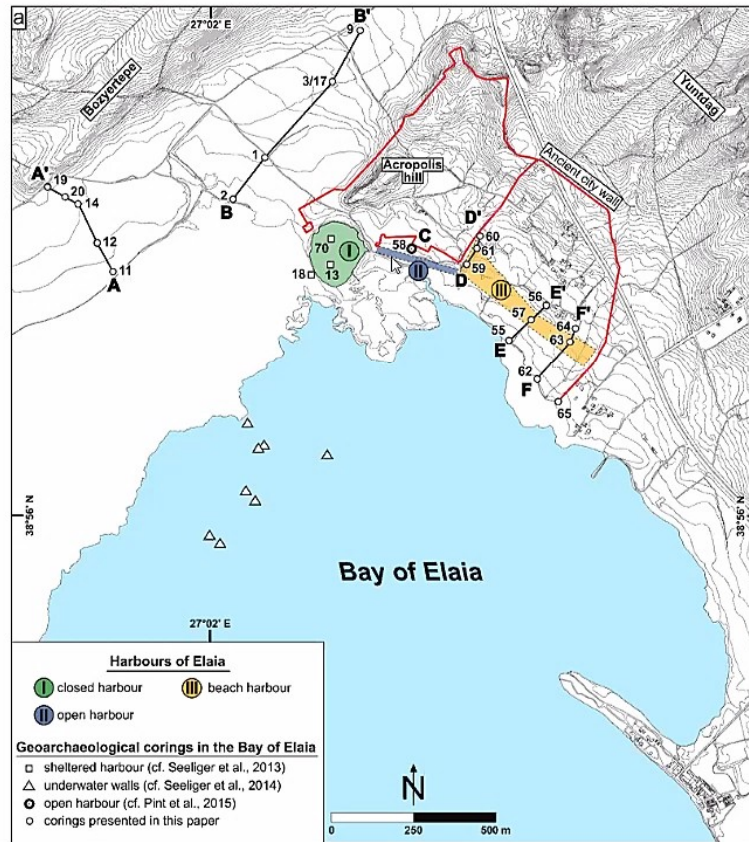 a
27°02' E
B'
9
3/17
Bozyertepe
Yuntdag
Acropolis
hill
Ancient city wall
1
A'
19
20
14
2
B
12
11
A
70
I
18
13
58
C
II
D'
60
61
59
D
III
56
E'
57
64
F'
63
55
E
62
F
65
38°56' N
38°56' N
Bay of Elaia
27°02' E
Harbours of Elaia
I closed harbour
III beach harbour
II open harbour
Geoarchaeological corings in the Bay of Elaia
sheltered harbour (cf. Seeliger et al., 2013)
underwater walls (cf. Seeliger et al., 2014)
open harbour (cf. Pint et al., 2015)
corings presented in this paper
N
0 250 500 m